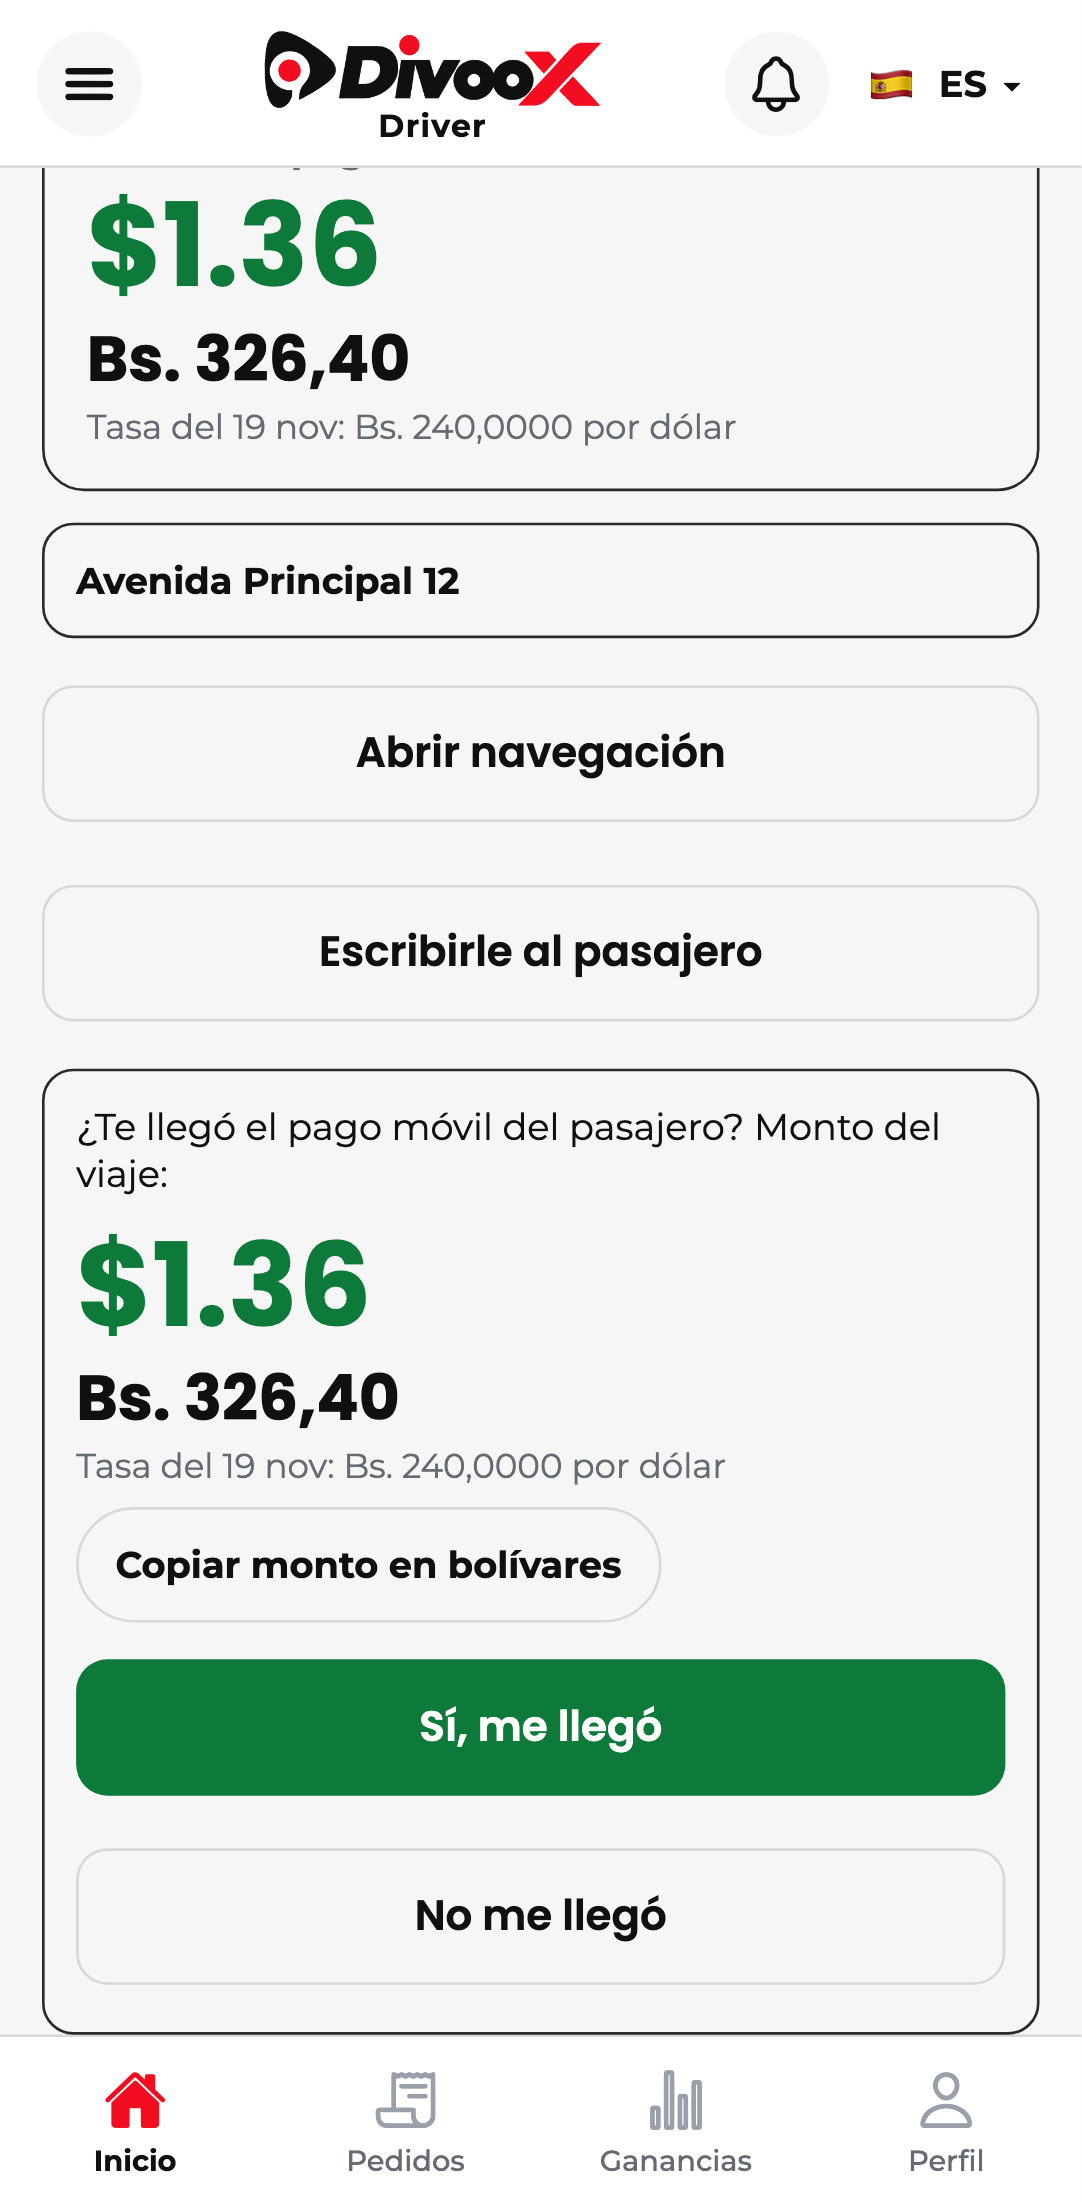 DivooX
Driver
ES
$1.36
Bs. 326,40
Tasa del 19 nov: Bs. 240,0000 por dólar
Avenida Principal 12
Abrir navegación
Escribirle al pasajero
¿Te llegó el pago móvil del pasajero? Monto del
viaje:
$1.36
Bs. 326,40
Tasa del 19 nov: Bs. 240,0000 por dólar
Copiar monto en bolívares
Sí, me llegó
No me llegó
Inicio
Pedidos
Ganancias
Perfil